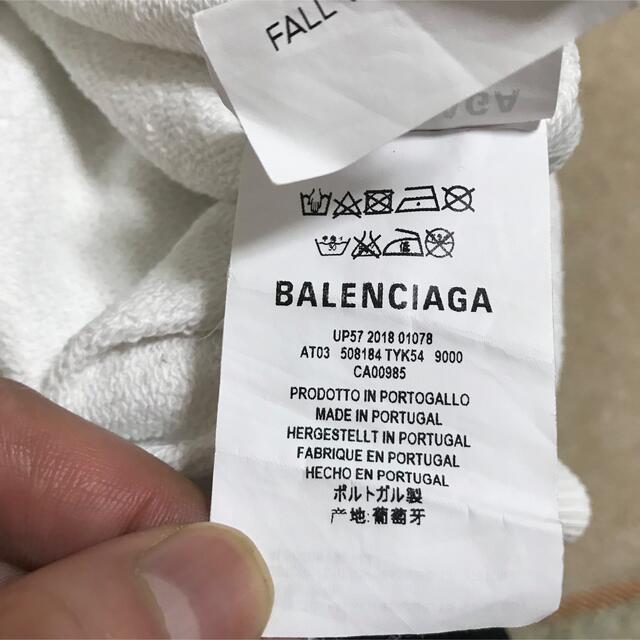 FALL
BALENCIAGA
UP57 2018 01078
AT03 508184 TYK54 9000
CA00985
PRODOTTO IN PORTOGALLO
MADE IN PORTUGAL
HERGESTELLT IN PORTUGAL
FABRIQUE EN PORTUGAL
HECHO EN PORTUGAL
ポルトガル製
产地:葡萄牙